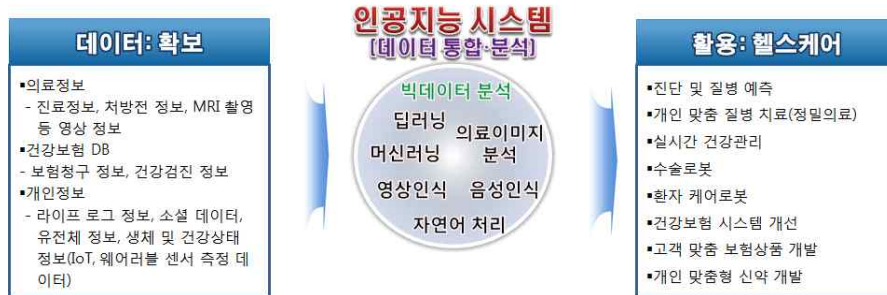 데이터: 확보
▪의료정보
- 진료정보, 처방전 정보, MRI 촬영
등 영상 정보
▪건강보험 DB
- 보험청구 정보, 건강검진 정보
▪개인정보
- 라이프 로그 정보, 소셜 데이터,
유전체 정보, 생체 및 건강상태
정보(IoT, 웨어러블 센서 측정 데
이터)
인공지능 시스템
[데이터 통합·분석]
빅데이터 분석
딥러닝
의료이미지
분석
머신러닝
영상인식 음성인식
자연어 처리
활용: 헬스케어
▪진단 및 질병 예측
▪개인 맞춤 질병 치료(정밀의료)
▪실시간 건강관리
▪수술로봇
▪환자 케어로봇
▪건강보험 시스템 개선
▪고객 맞춤 보험상품 개발
▪개인 맞춤형 신약 개발